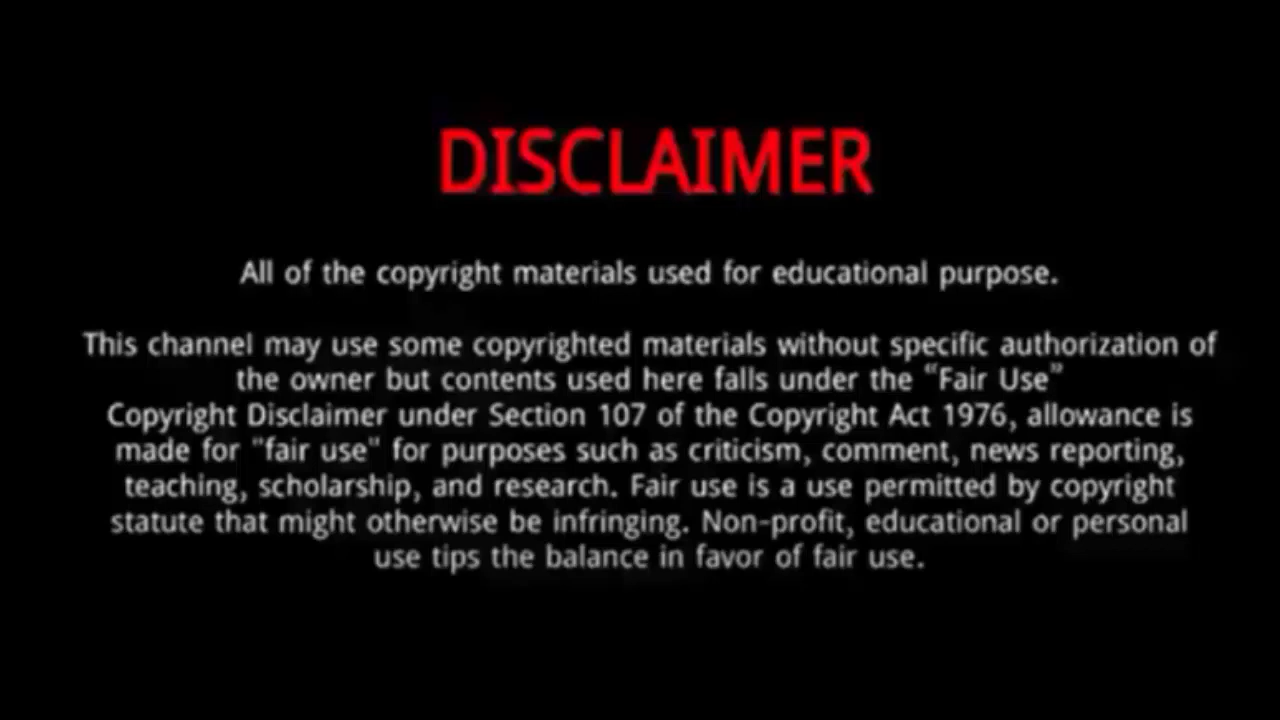 DISCLAIMER
All of the copyright materials used for educational purpose.
This channel may use some copyrighted materials without specific authorization of
the owner but contents used here falls under the “Fair Use”
Copyright Disclaimer under Section 107 of the Copyright Act 1976, allowance is
made for "fair use" for purposes such as criticism, comment, news reporting,
teaching, scholarship, and research. Fair use is a use permitted by copyright
statute that might otherwise be infringing. Non-profit, educational or personal
use tips the balance in favor of fair use.